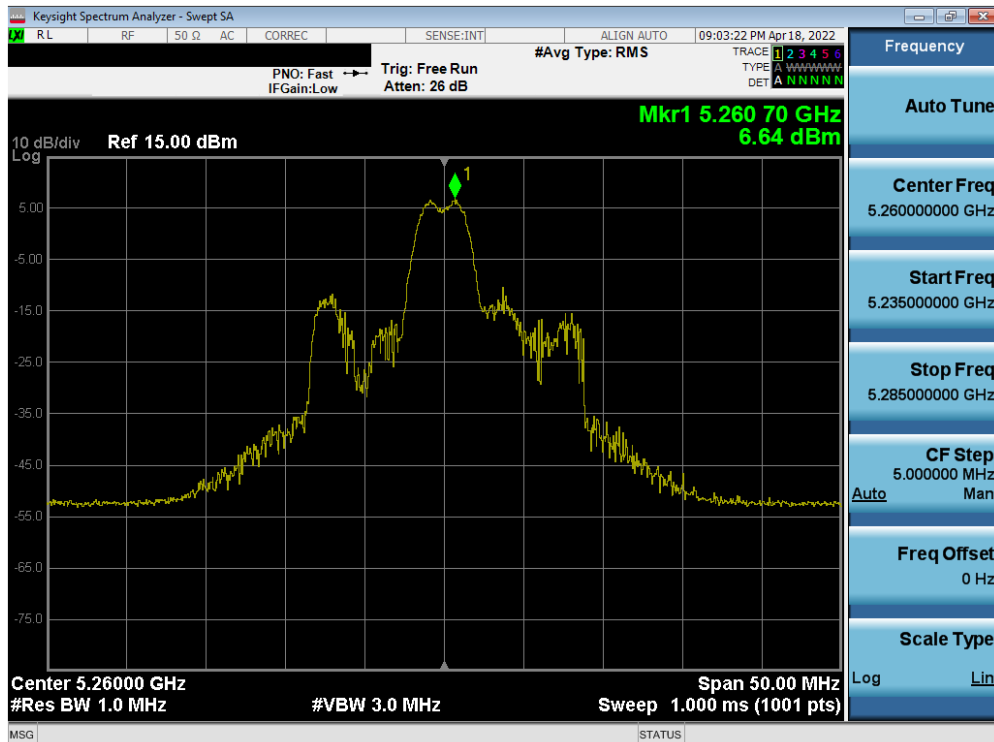 Keysight Spectrum Analyzer - Swept SA
LXI RL RF 50 Ω AC CORREC SENSE:INT ALIGN AUTO 09:03:22 PM Apr 18, 2022
Frequency
#Avg Type: RMS TRACE 1 2 3 4 5 6
PNO: Fast Trig: Free Run TYPE A WWWWW
IFGain:Low Atten: 26 dB DET A N N N N N
Auto Tune
Mkr1 5.260 70 GHz
6.64 dBm
10 dB/div Ref 15.00 dBm
Log
1
5.00
-5.00
-15.0
-25.0
-35.0
-45.0
-55.0
-65.0
-75.0
Center Freq
5.260000000 GHz
Start Freq
5.235000000 GHz
Stop Freq
5.285000000 GHz
CF Step
5.000000 MHz
Auto Man
Freq Offset
0 Hz
Scale Type
Log Lin
Center 5.26000 GHz Span 50.00 MHz
#Res BW 1.0 MHz #VBW 3.0 MHz Sweep 1.000 ms (1001 pts)
MSG STATUS